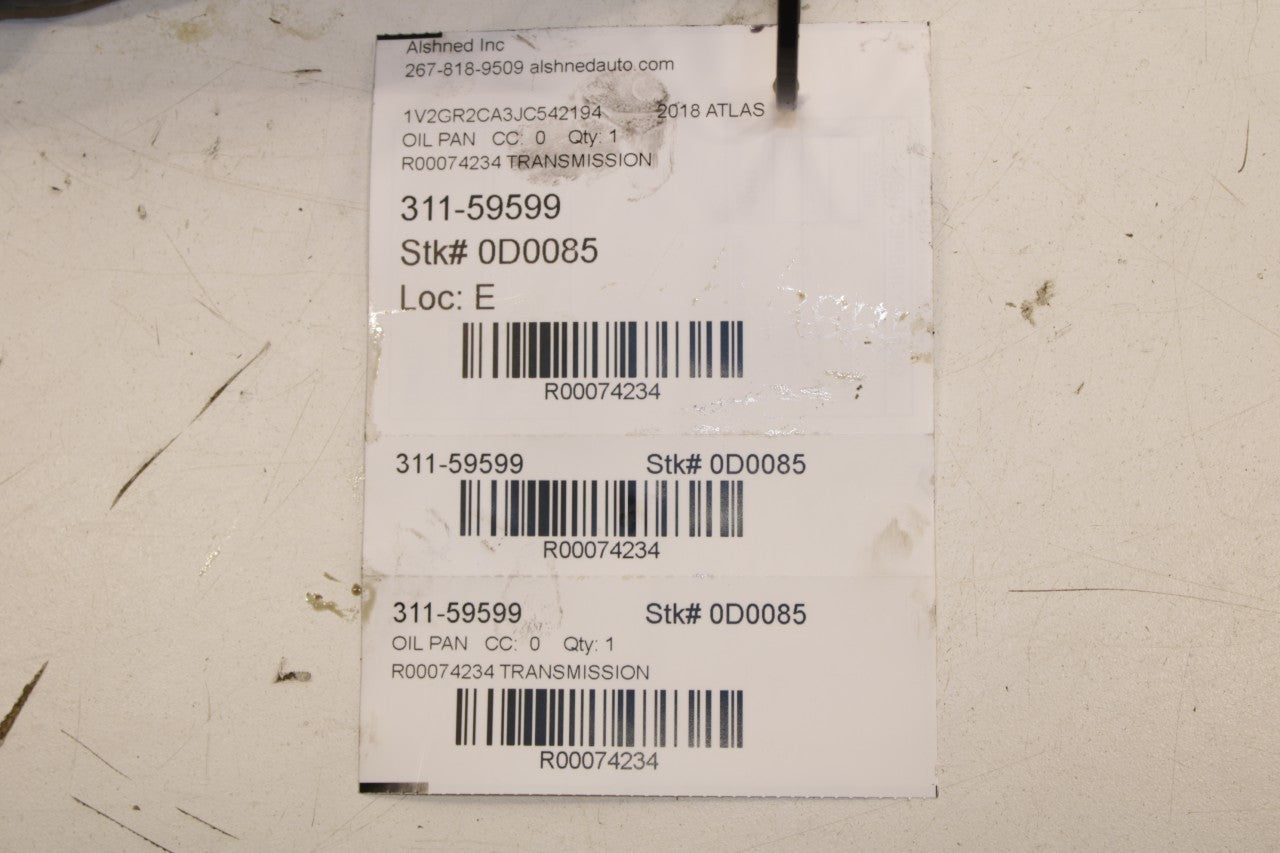 Alshned Inc
267-818-9509 alshnedauto.com
1V2GR2CA3JC542194 2018 ATLAS
OIL PAN CC: 0 Qty: 1
R00074234 TRANSMISSION
311-59599
Stk# 0D0085
Loc: E
R00074234
311-59599 Stk# 0D0085
R00074234
311-59599 Stk# 0D0085
OIL PAN CC: 0 Qty: 1
R00074234 TRANSMISSION
R00074234